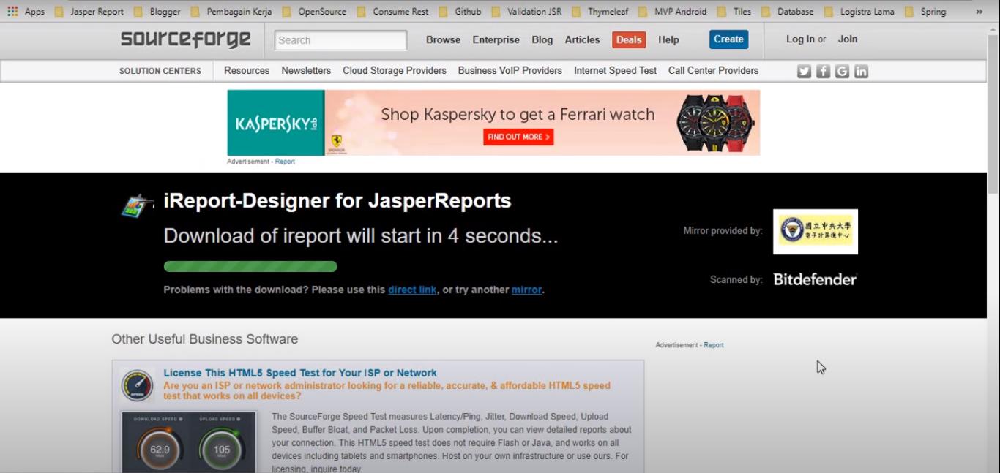 Apps Jasper Report Blogger Pembagain Kerja OpenSource Consume Rest Github Validation JSR Thymeleaf MVP Android Tiles Database Logistra Lama Spring »
sourceforge Search Browse Enterprise Blog Articles Deals Help Create Log In or Join
SOLUTION CENTERS Resources Newsletters Cloud Storage Providers Business VoIP Providers Internet Speed Test Call Center Providers
KASPERSKY lab Shop Kaspersky to get a Ferrari watch
FIND OUT MORE >
Advertisement - Report
iReport-Designer for JasperReports
Download of ireport will start in 4 seconds...
Mirror provided by: 國立中央大學
電子計算機中心
Scanned by: Bitdefender
Problems with the download? Please use this direct link, or try another mirror.
Other Useful Business Software
Advertisement - Report
License This HTML5 Speed Test for Your ISP or Network
Are you an ISP or network administrator looking for a reliable, accurate, & affordable HTML5 speed
test that works on all devices?
SPEED
DOWNLOAD SPEED UPLOAD SPEED
62.9 105
Mbps Mbps
The SourceForge Speed Test measures Latency/Ping, Jitter, Download Speed, Upload
Speed, Buffer Bloat, and Packet Loss. Upon completion, you can view detailed reports about
your connection. This HTML5 speed test does not require Flash or Java, and works on all
devices including tablets and smartphones. Host on your own infrastructure or use ours. For
licensing, inquire today.